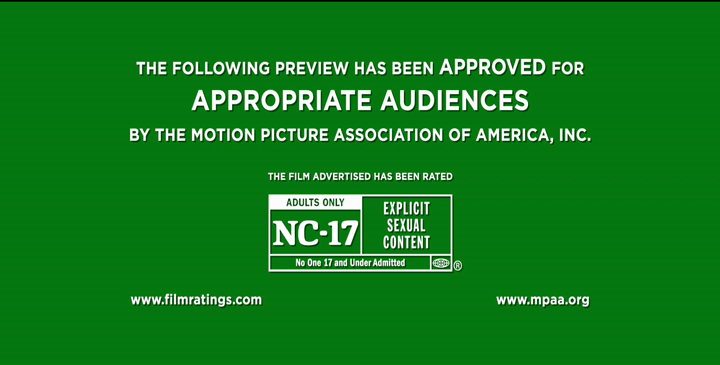 THE FOLLOWING PREVIEW HAS BEEN APPROVED FOR
APPROPRIATE AUDIENCES
BY THE MOTION PICTURE ASSOCIATION OF AMERICA, INC.
THE FILM ADVERTISED HAS BEEN RATED
ADULTS ONLY
NC-17
EXPLICIT
SEXUAL
CONTENT
No One 17 and Under Admitted
®
www.filmratings.com
www.mpaa.org